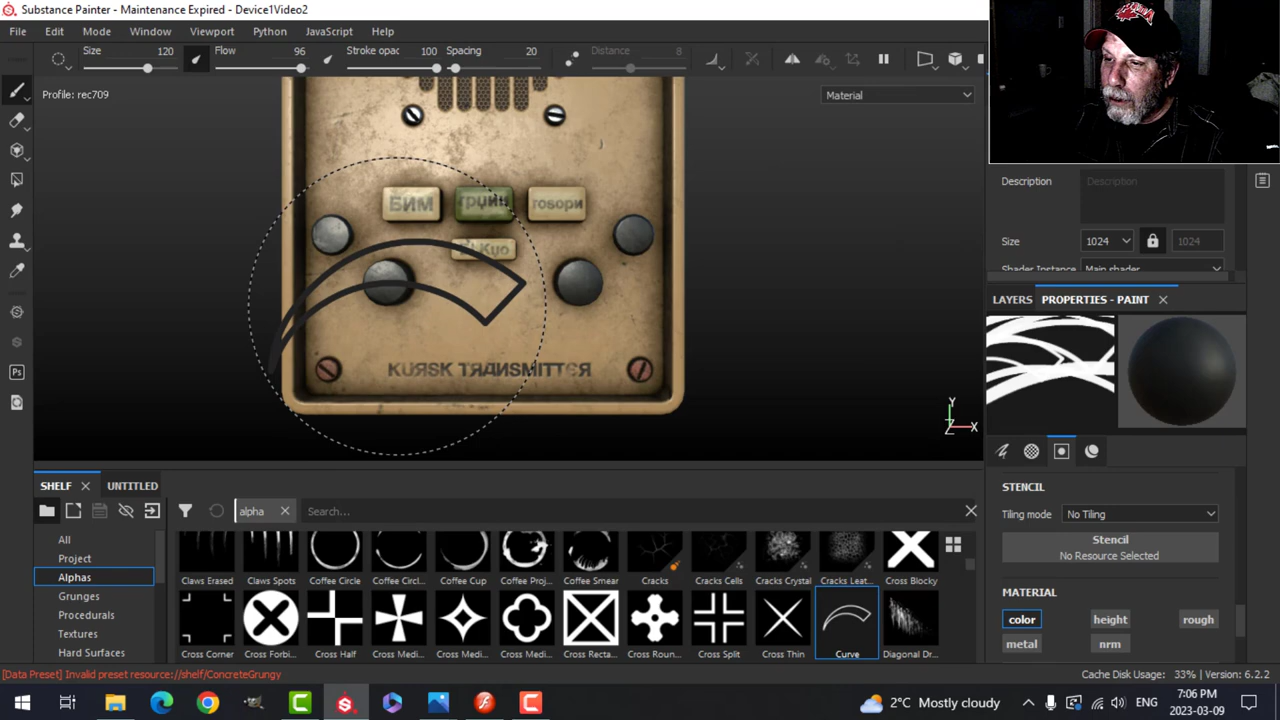 Substance Painter - Maintenance Expired - Device1Video2
File Edit Mode Window Viewport Python JavaScript Help
Size 120 Flow 96 Stroke opac 100 Spacing 20 Distance 8
Profile: rec709
Material
БИМ
говори
KURSK TRANSMITTER
Y
Z X
Description Description
Size 1024 1024
Shader Instance Main shader
LAYERS PROPERTIES - PAINT
STENCIL
Tiling mode No Tiling
Stencil
No Resource Selected
MATERIAL
color height rough
metal nrm
SHELF UNTITLED
alpha Search...
All
Project
Alphas
Grunges
Procedurals
Textures
Hard Surfaces
Claws Erased Claws Spots Coffee Circle Coffee Circl... Coffee Cup Coffee Proj... Coffee Smear Cracks Cracks Cells Cracks Crystal Cracks Leat... Cross Blocky
Cross Corner Cross Forbi... Cross Half Cross Medi... Cross Medi... Cross Medi... Cross Recta... Cross Roun... Cross Split Cross Thin Curve Diagonal Dr...
[Data Preset] Invalid preset resource://shelf/ConcreteGrungy
Cache Disk Usage: 33% | Version: 6.2.2
2°C Mostly cloudy
ENG
7:06 PM
2023-03-09